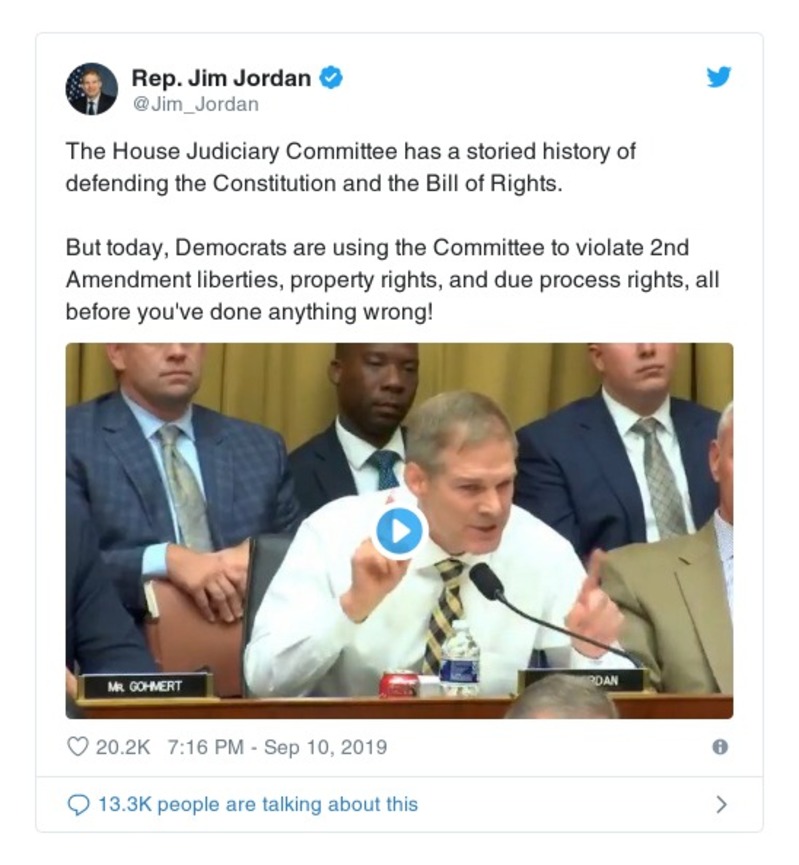 Rep. Jim Jordan
@Jim_Jordan
The House Judiciary Committee has a storied history of
defending the Constitution and the Bill of Rights.
But today, Democrats are using the Committee to violate 2nd
Amendment liberties, property rights, and due process rights, all
before you've done anything wrong!
MR. GOHMERT
RDAN
20.2K 7:16 PM - Sep 10, 2019
13.3K people are talking about this